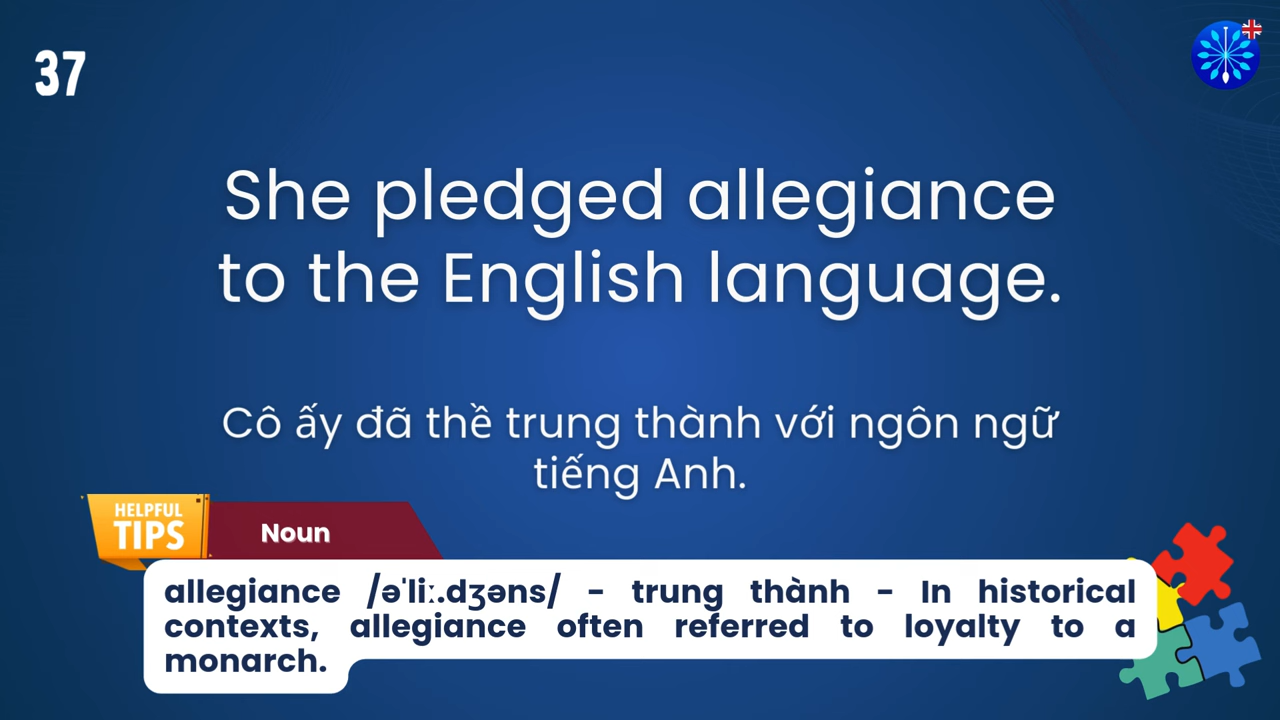 37
She pledged allegiance
to the English language.
Cô ấy đã thề trung thành với ngôn ngữ
tiếng Anh.
HELPFUL
TIPS
Noun
allegiance /əˈliː.dʒəns/ - trung thành - In historical
contexts, allegiance often referred to loyalty to a
monarch.